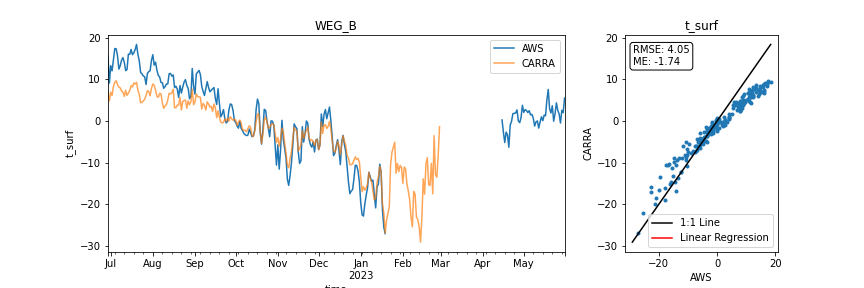 WEG_B
t_surf
20
10
0
−10
−20
−30
AWS
CARRA
Jul
Aug
Sep
Oct
Nov
Dec
Jan
2023
Feb
Mar
Apr
May
t_surf
t_surf
CARRA
20
10
0
−10
−20
−30
RMSE: 4.05
ME: -1.74
1:1 Line
Linear Regression
−20
0
20
AWS